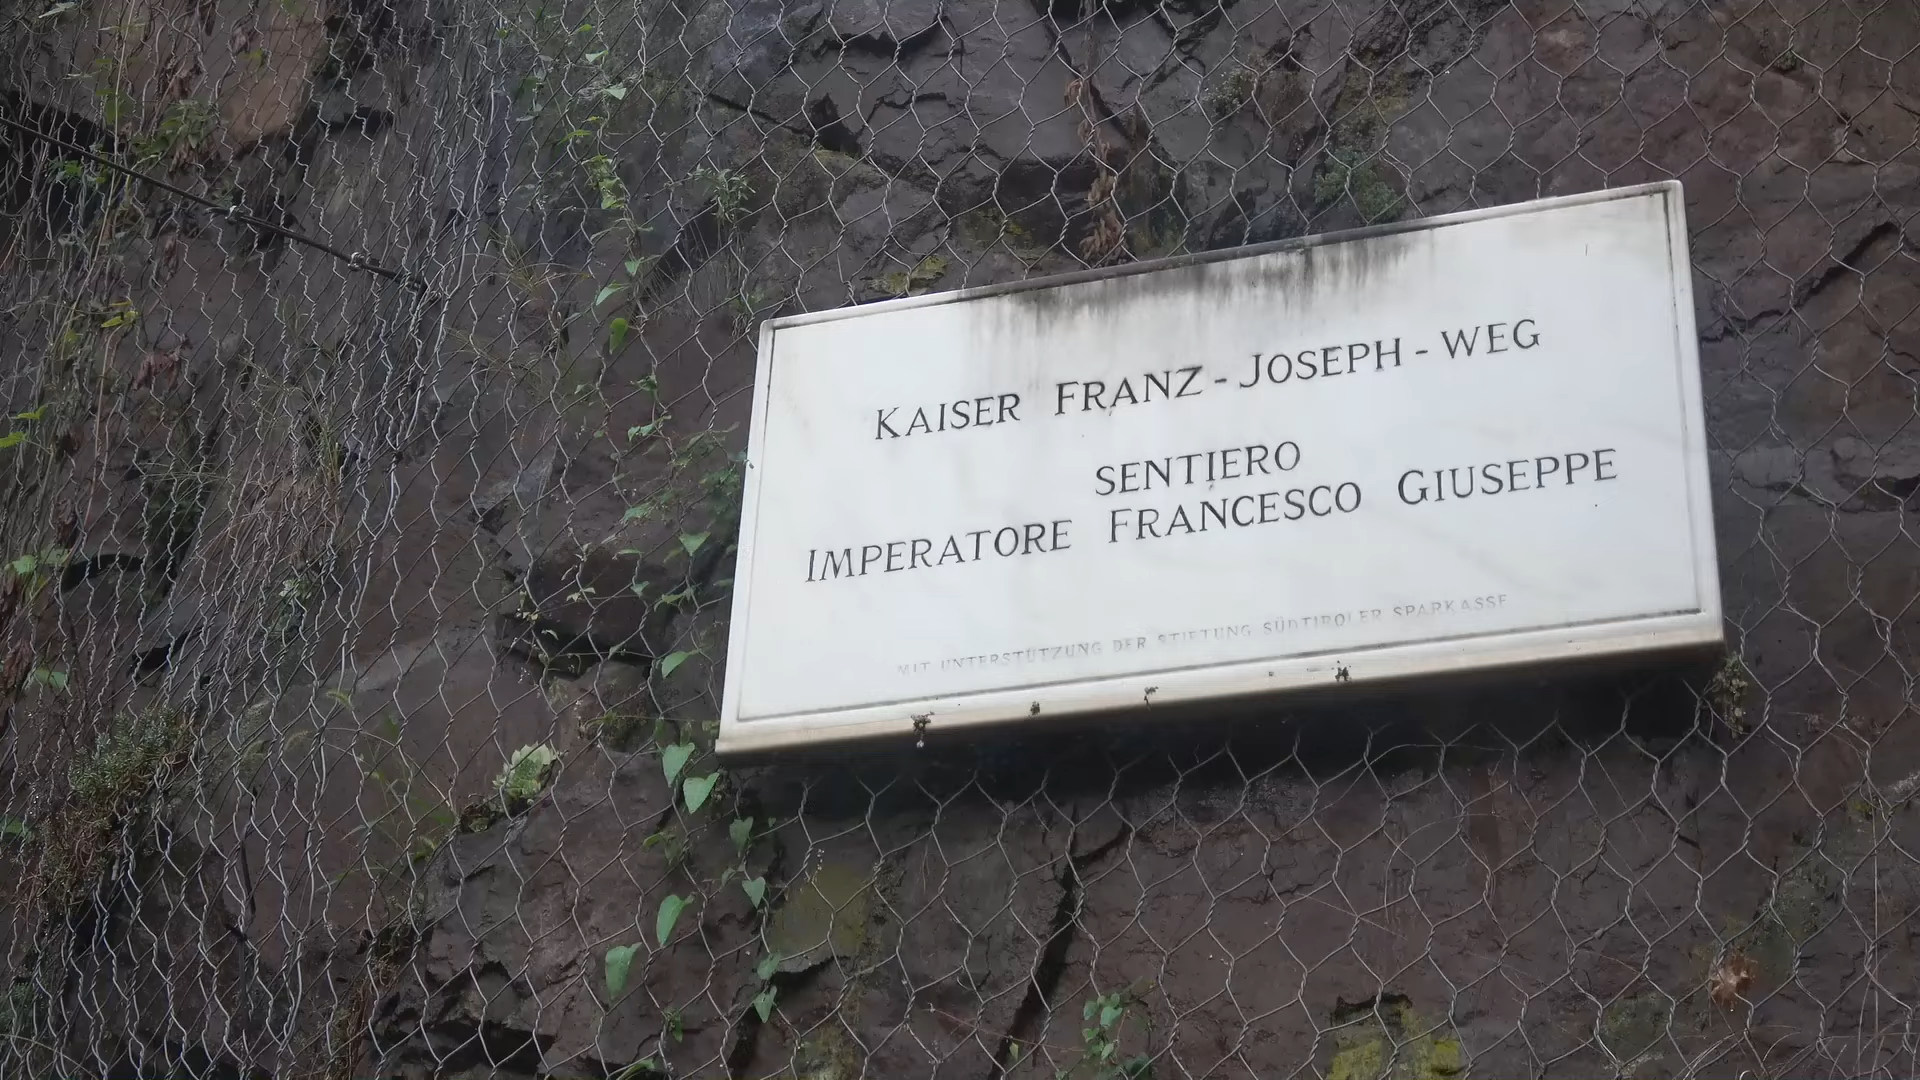 KAISER FRANZ-JOSEPH-WEG
SENTIERO
IMPERATORE FRANCESCO GIUSEPPE
MIT UNTERSTÜTZUNG DER STIFTUNG SÜDTIROLER SPARKASSE